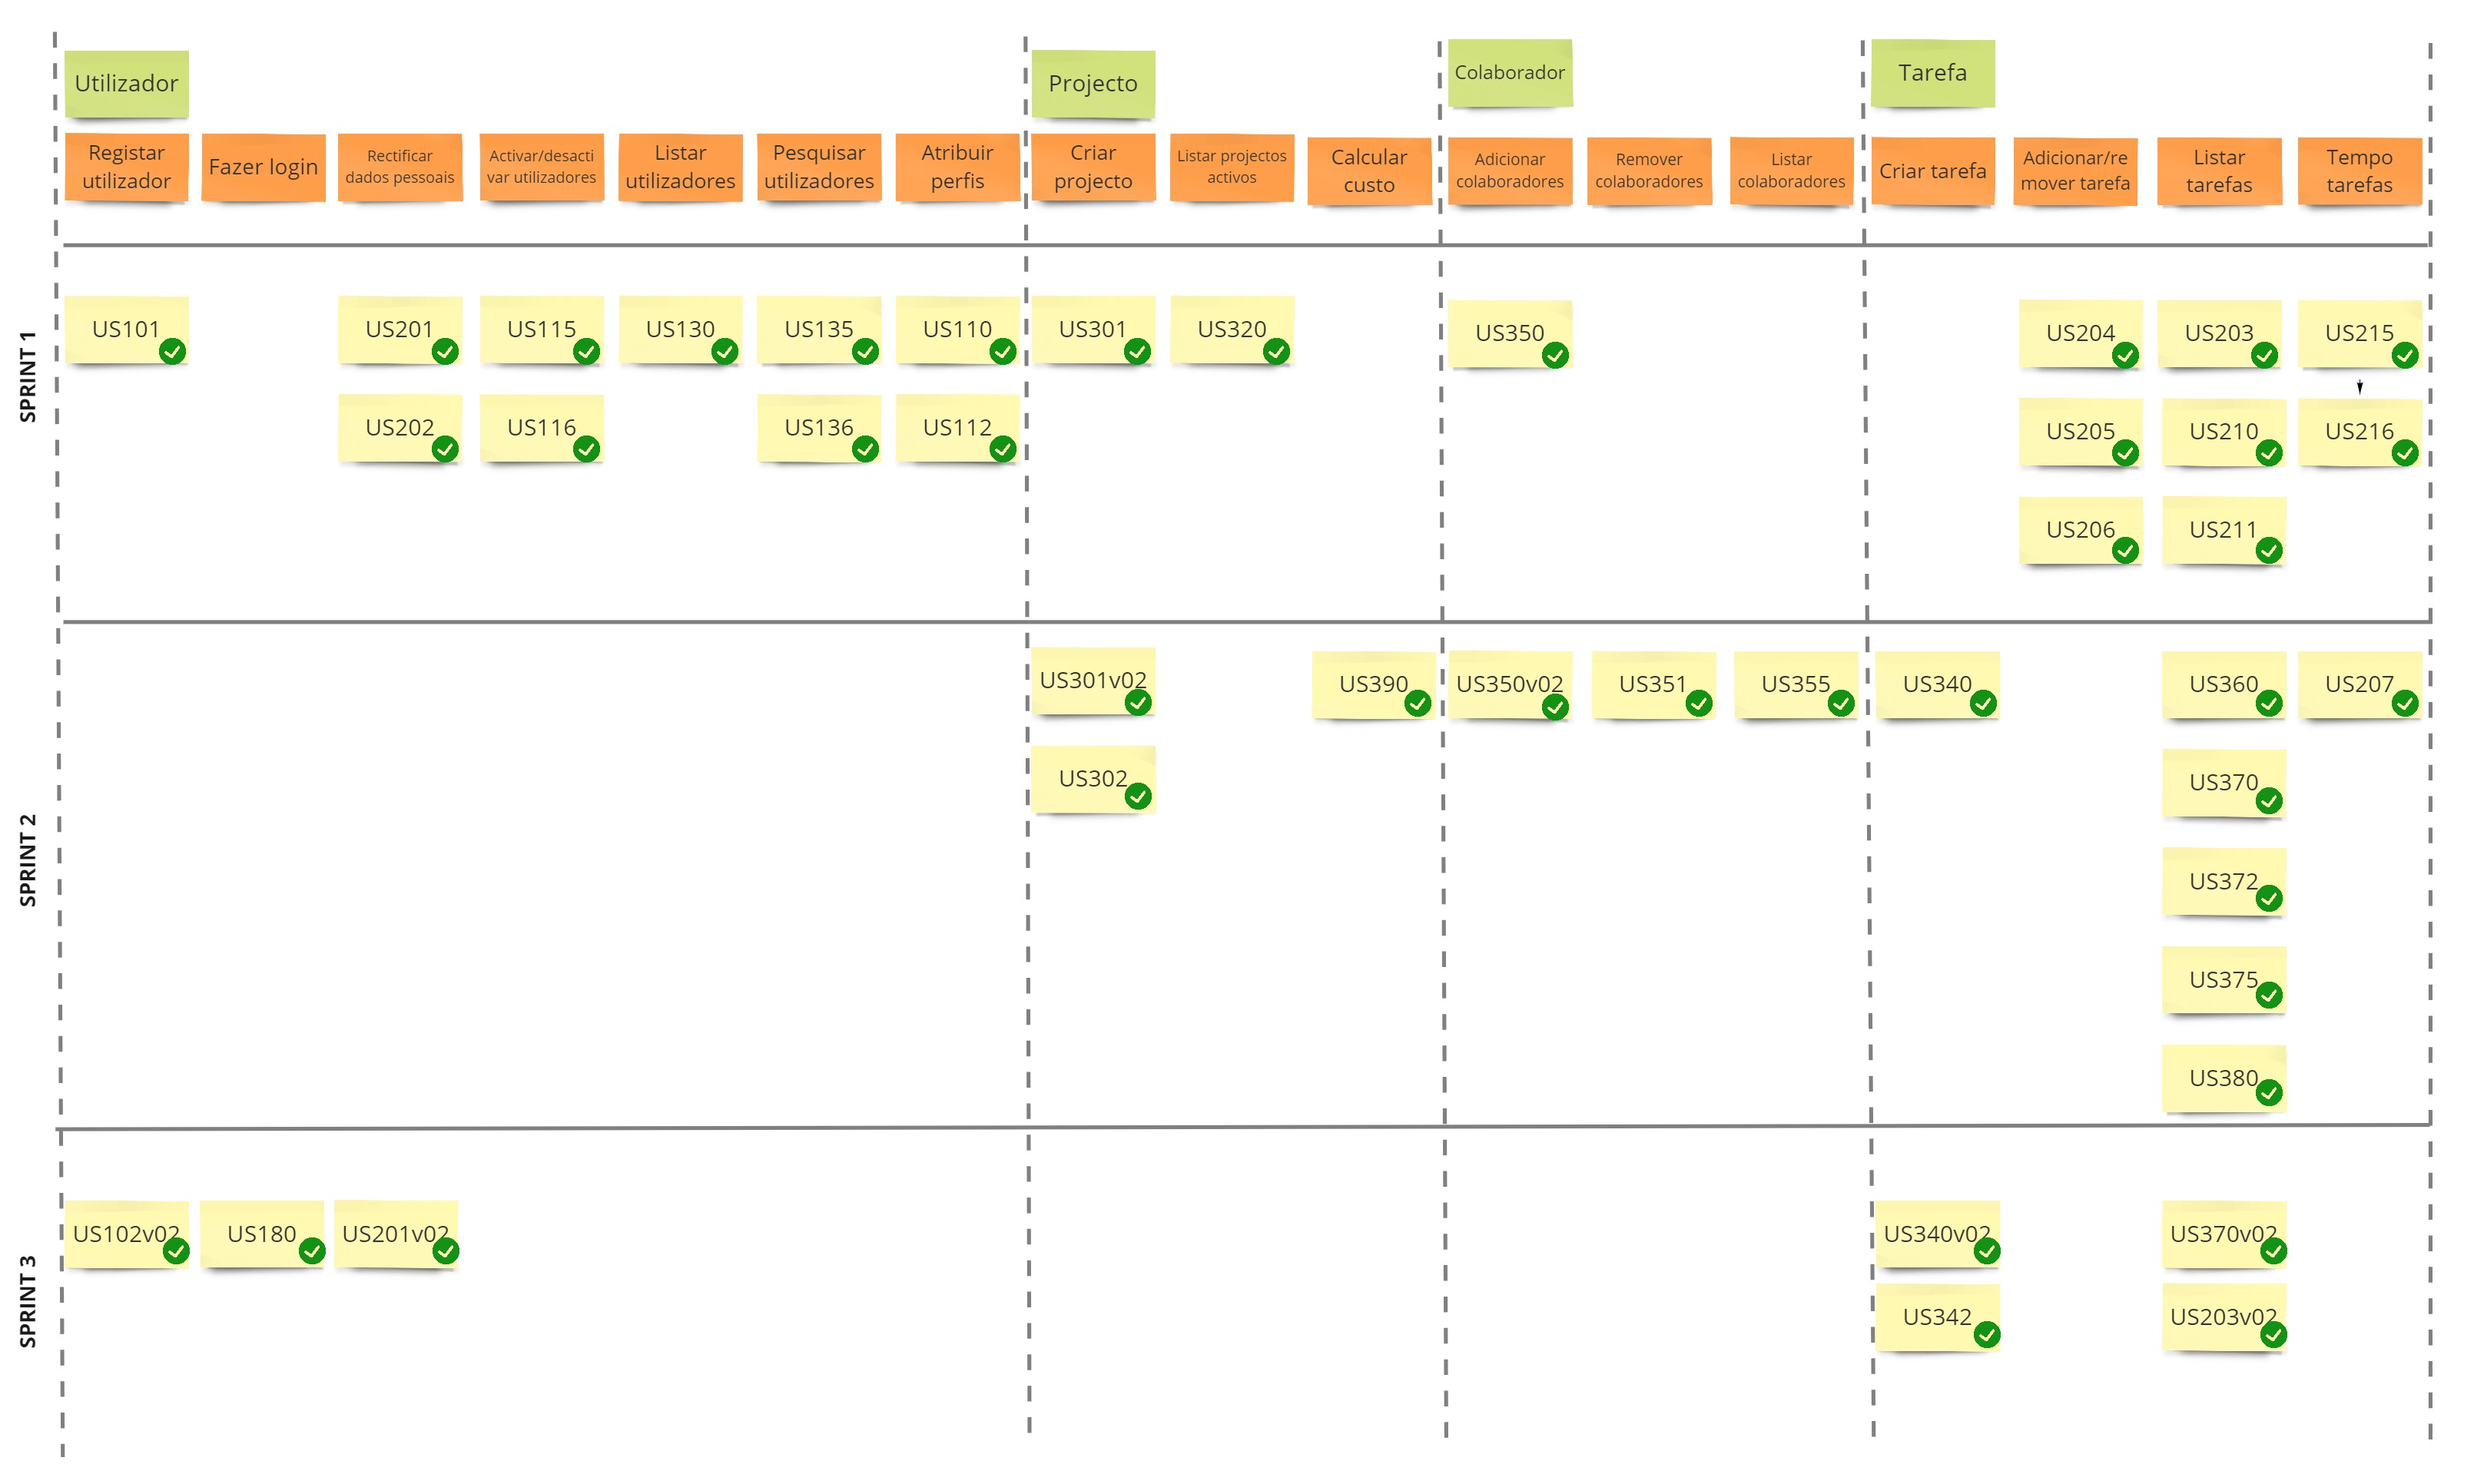 Utilizador
Projecto
Colaborador
Tarefa
Registar
utilizador
Fazer login
Rectificar
dados pessoais
Activar/desacti
var utilizadores
Listar
utilizadores
Pesquisar
utilizadores
Atribuir
perfis
Criar
projecto
Listar projectos
activos
Calcular
custo
Adicionar
colaboradores
Remover
colaboradores
Listar
colaboradores
Criar tarefa
Adicionar/re
mover tarefa
Listar
tarefas
Tempo
tarefas
SPRINT 1
US101
US201
US115
US130
US135
US110
US301
US320
US350
US204
US203
US215
US202
US116
US136
US112
US205
US210
US216
US206
US211
SPRINT 2
US301v02
US390
US350v02
US351
US355
US340
US360
US207
US302
US370
US372
US375
US380
SPRINT 3
US102v02
US180
US201v02
US340v02
US370v02
US342
US203v02